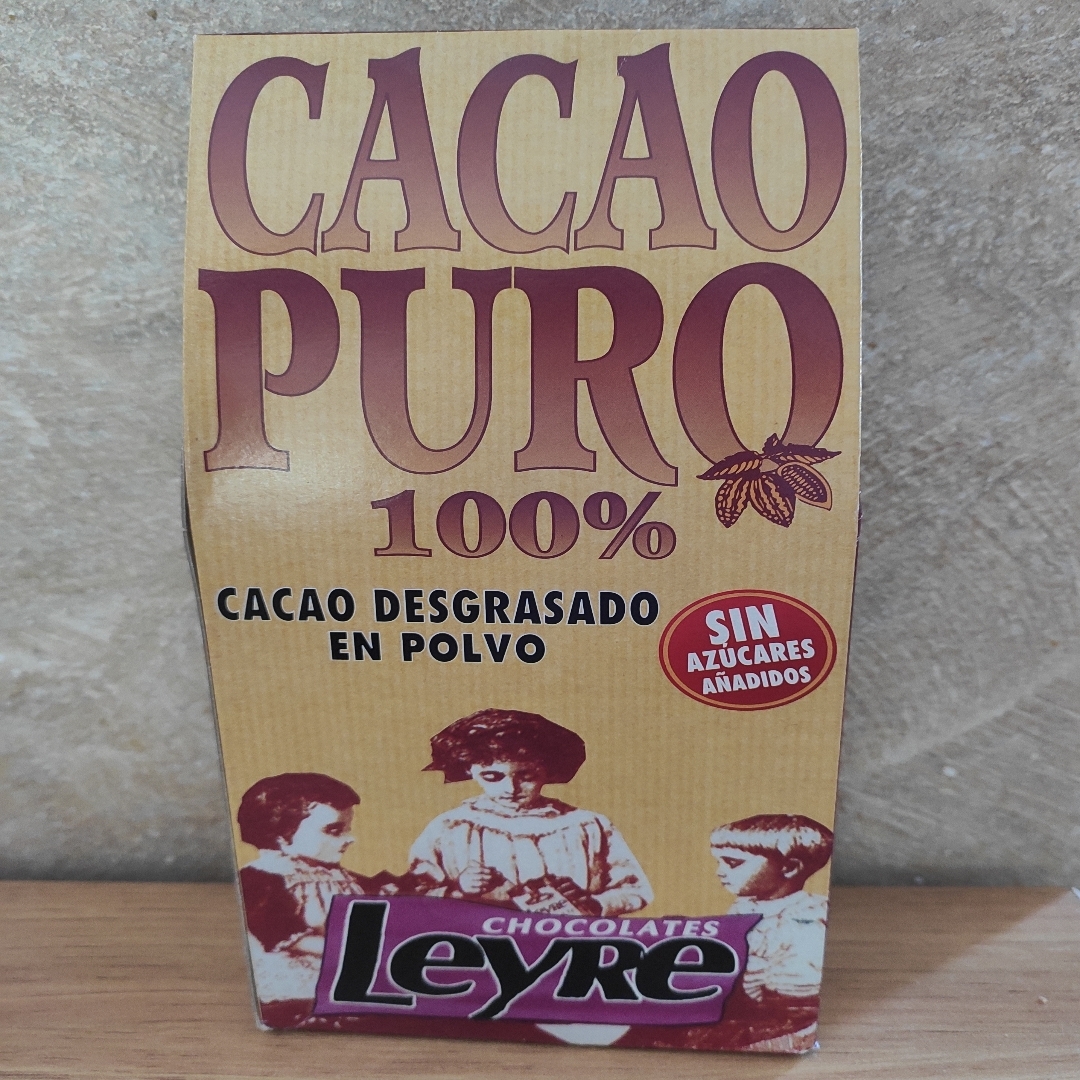 CACAO
PURO
100%
CACAO DESGRASADO
EN POLVO
SIN
AZÚCARES
AÑADIDOS
CHOCOLATES
Leyre